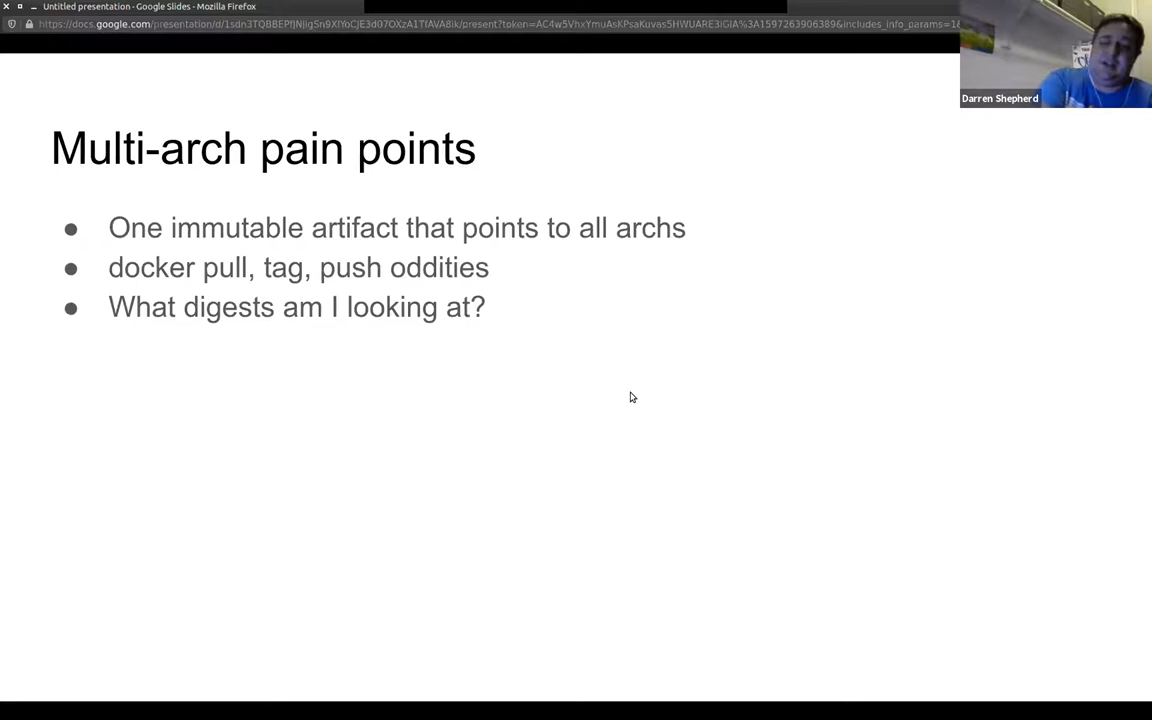 Untitled presentation - Google Slides - Mozilla Firefox
Darren Shepherd
Multi-arch pain points
● One immutable artifact that points to all archs
● docker pull, tag, push oddities
● What digests am I looking at?